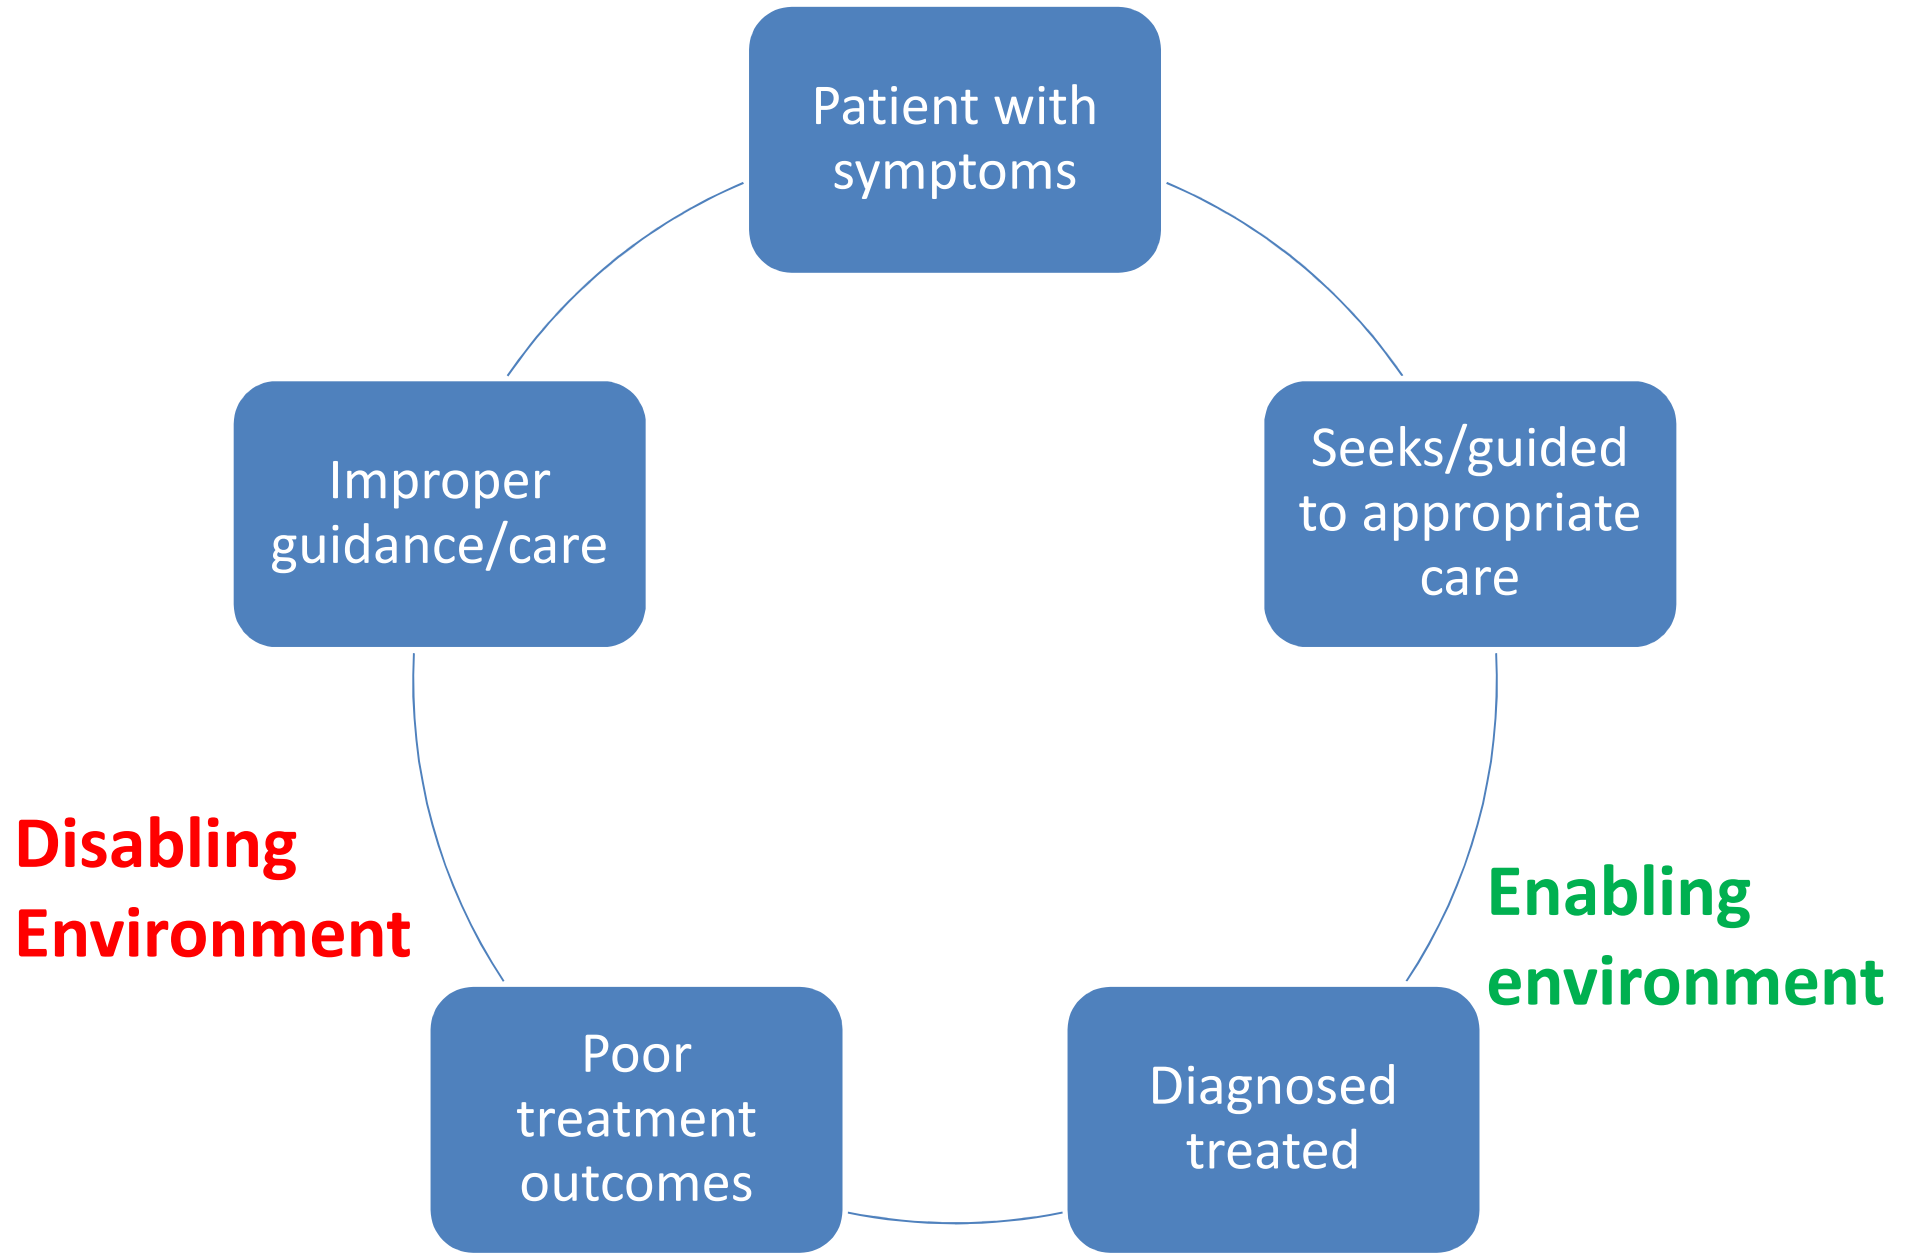 Patient with
symptoms
Improper
guidance/care
Seeks/guided
to appropriate
care
Disabling
Environment
Enabling
environment
Poor
treatment
outcomes
Diagnosed
treated